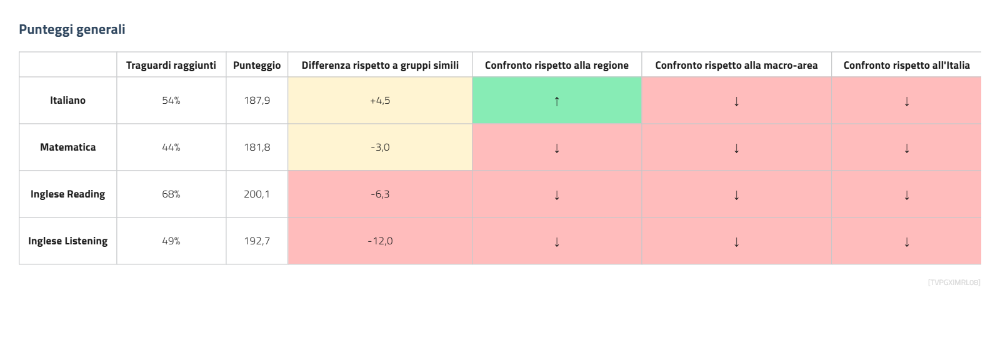 Punteggi generali
Traguardi raggiunti Punteggio Differenza rispetto a gruppi simili Confronto rispetto alla regione Confronto rispetto alla macro-area Confronto rispetto all'Italia
Italiano 54% 187,9 +4,5 ↑ ↓ ↓
Matematica 44% 181,8 -3,0 ↓ ↓ ↓
Inglese Reading 68% 200,1 -6,3 ↓ ↓ ↓
Inglese Listening 49% 192,7 -12,0 ↓ ↓ ↓
[TVPGXIMRL08]